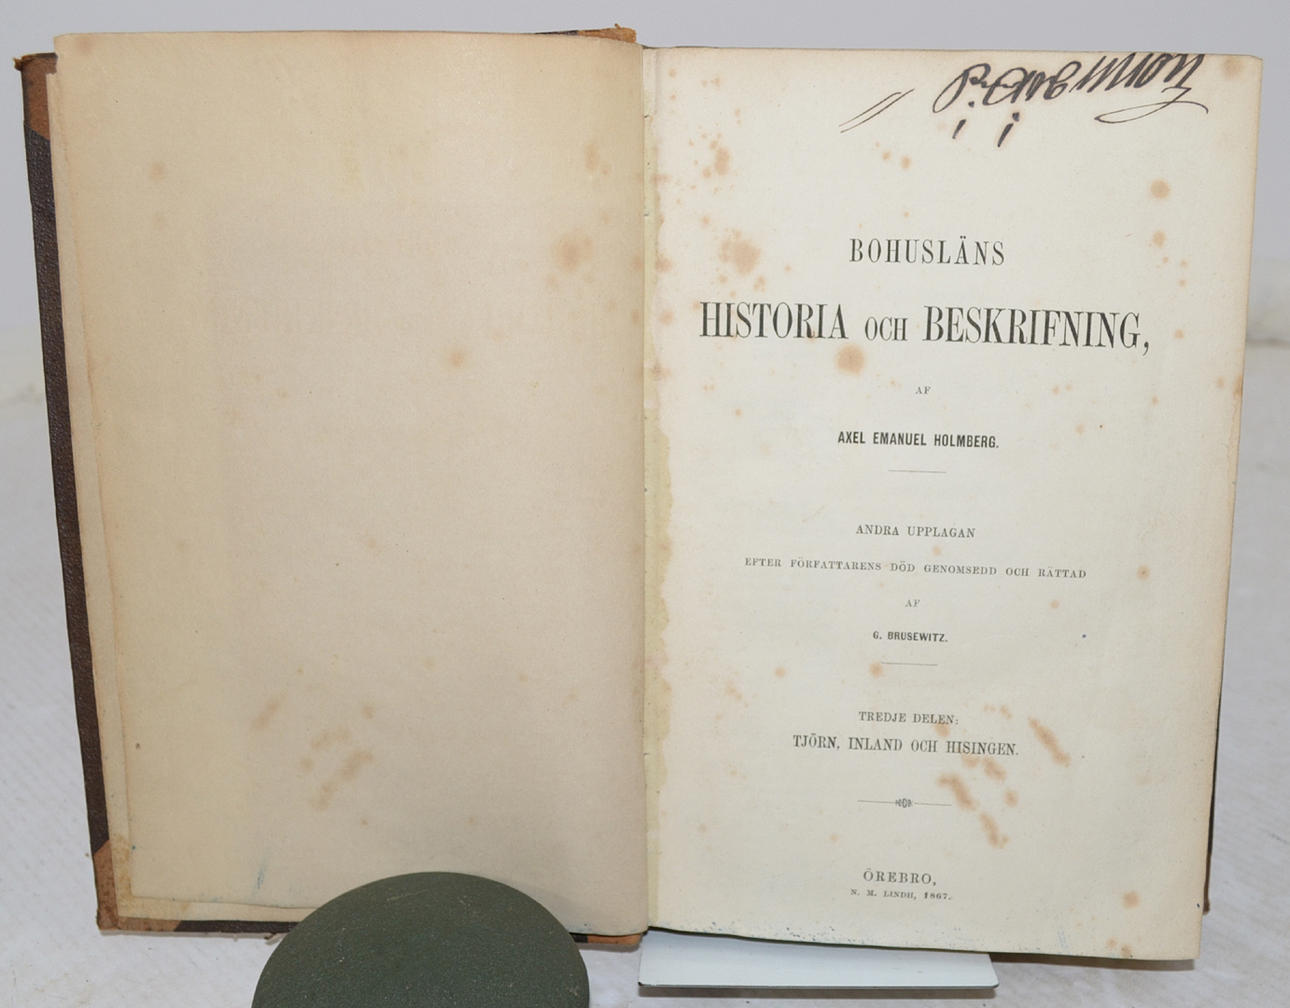 BOHUSLÄNS
HISTORIA OCH BESKRIFNING,
AF
AXEL EMANUEL HOLMBERG.
ANDRA UPPLAGAN
EFTER FÖRFATTARENS DÖD GENOMSEDD OCH RÄTTAD
AF
G. BRUSEWITZ.
TREDJE DELEN:
TJÖRN, INLAND OCH HISINGEN.
ÖREBRO,
N. M. LINDH, 1867.